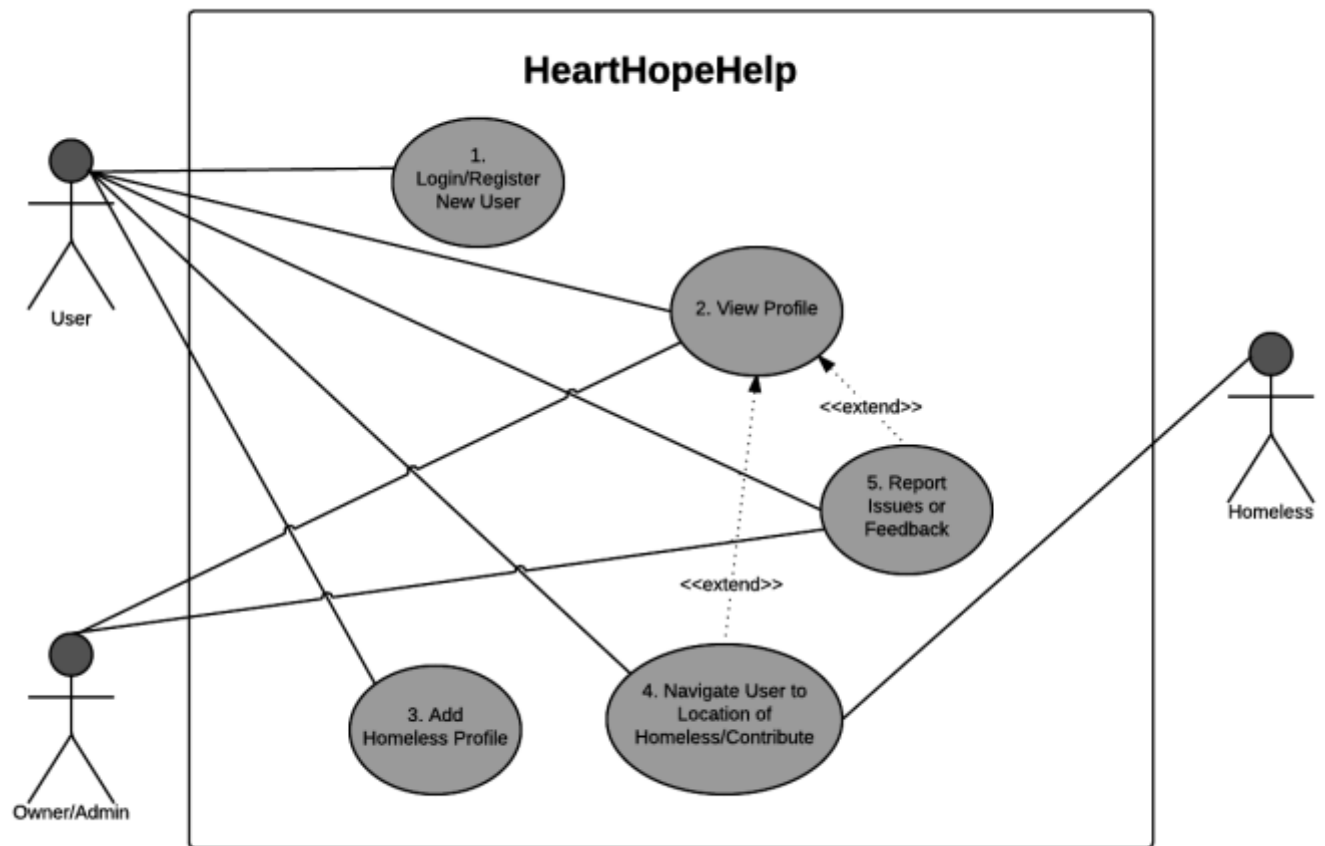 HeartHopeHelp
1.
Login/Register
New User
User
2. View Profile
<<extend>>
5. Report
Issues or
Feedback
Homeless
<<extend>>
3. Add
Homeless Profile
4. Navigate User to
Location of
Homeless/Contribute
Owner/Admin